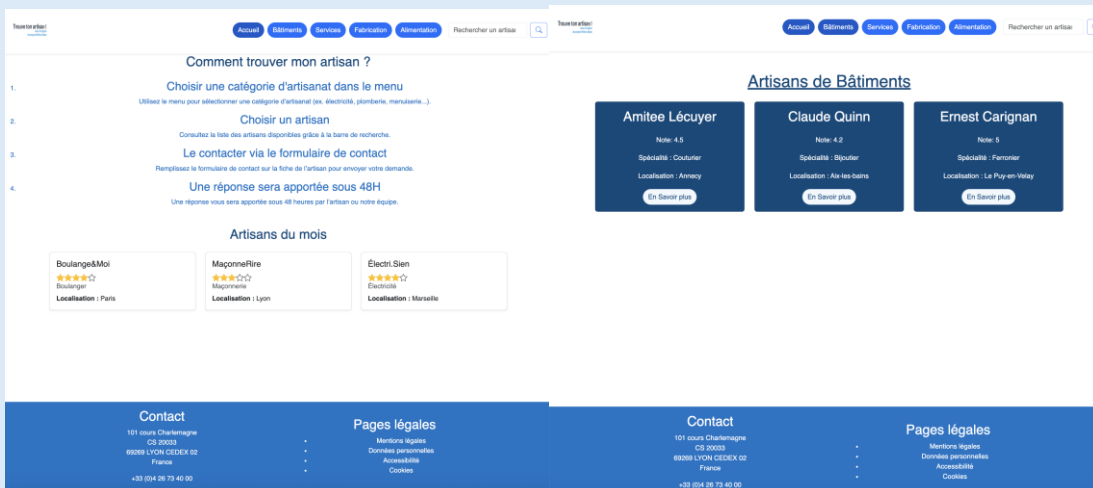 Trouve ton artisan !
Accueil
Bâtiments
Services
Fabrication
Alimentation
Rechercher un artisa
Comment trouver mon artisan ?
1.
Choisir une catégorie d'artisanat dans le menu
Utilisez le menu pour sélectionner une catégorie d'artisanat (ex. électricité, plomberie, menuiserie...).
2.
Choisir un artisan
Consultez la liste des artisans disponibles grâce à la barre de recherche.
3.
Le contacter via le formulaire de contact
Remplissez le formulaire de contact sur la fiche de l'artisan pour envoyer votre demande.
4.
Une réponse sera apportée sous 48H
Une réponse vous sera apportée sous 48 heures par l'artisan ou notre équipe.
Artisans du mois
Boulange&Moi
Boulanger
Localisation : Paris
MaçonneRire
Maçonnerie
Localisation : Lyon
Électri.Sien
Électricité
Localisation : Marseille
Contact
101 cours Charlemagne
CS 20033
69269 LYON CEDEX 02
France
+33 (0)4 26 73 40 00
Pages légales
Mentions légales
Données personnelles
Accessibilité
Cookies
Trouve ton artisan !
Accueil
Bâtiments
Services
Fabrication
Alimentation
Rechercher un artisa
Artisans de Bâtiments
Amitee Lécuyer
Note: 4.5
Spécialité : Couturier
Localisation : Annecy
En Savoir plus
Claude Quinn
Note: 4.2
Spécialité : Bijoutier
Localisation : Aix-les-bains
En Savoir plus
Ernest Carignan
Note: 5
Spécialité : Ferronier
Localisation : Le Puy-en-Velay
En Savoir plus
Contact
101 cours Charlemagne
CS 20033
69269 LYON CEDEX 02
France
+33 (0)4 26 73 40 00
Pages légales
Mentions légales
Données personnelles
Accessibilité
Cookies